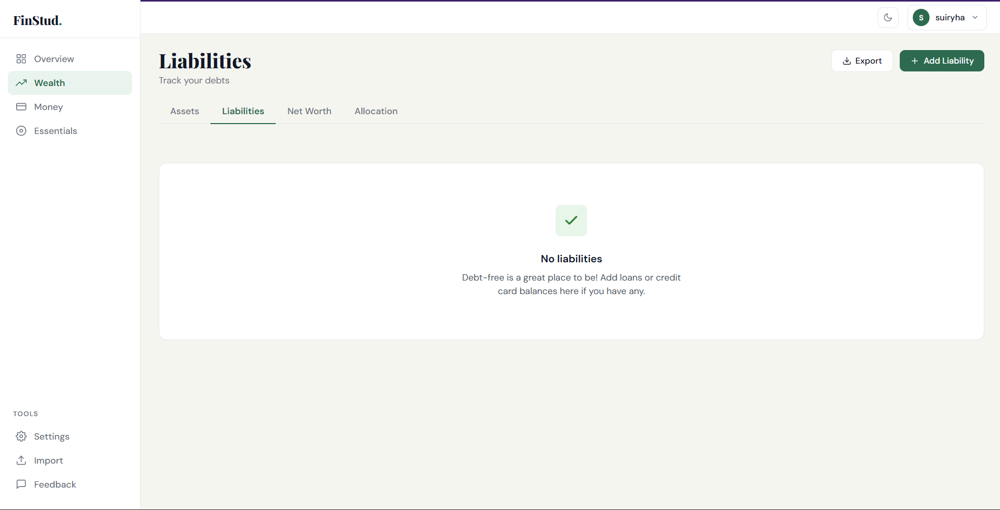 FinStud.
S
suiryha
Overview
Wealth
Money
Essentials
Liabilities
Track your debts
Export
+ Add Liability
Assets
Liabilities
Net Worth
Allocation
No liabilities
Debt-free is a great place to be! Add loans or credit
card balances here if you have any.
TOOLS
Settings
Import
Feedback